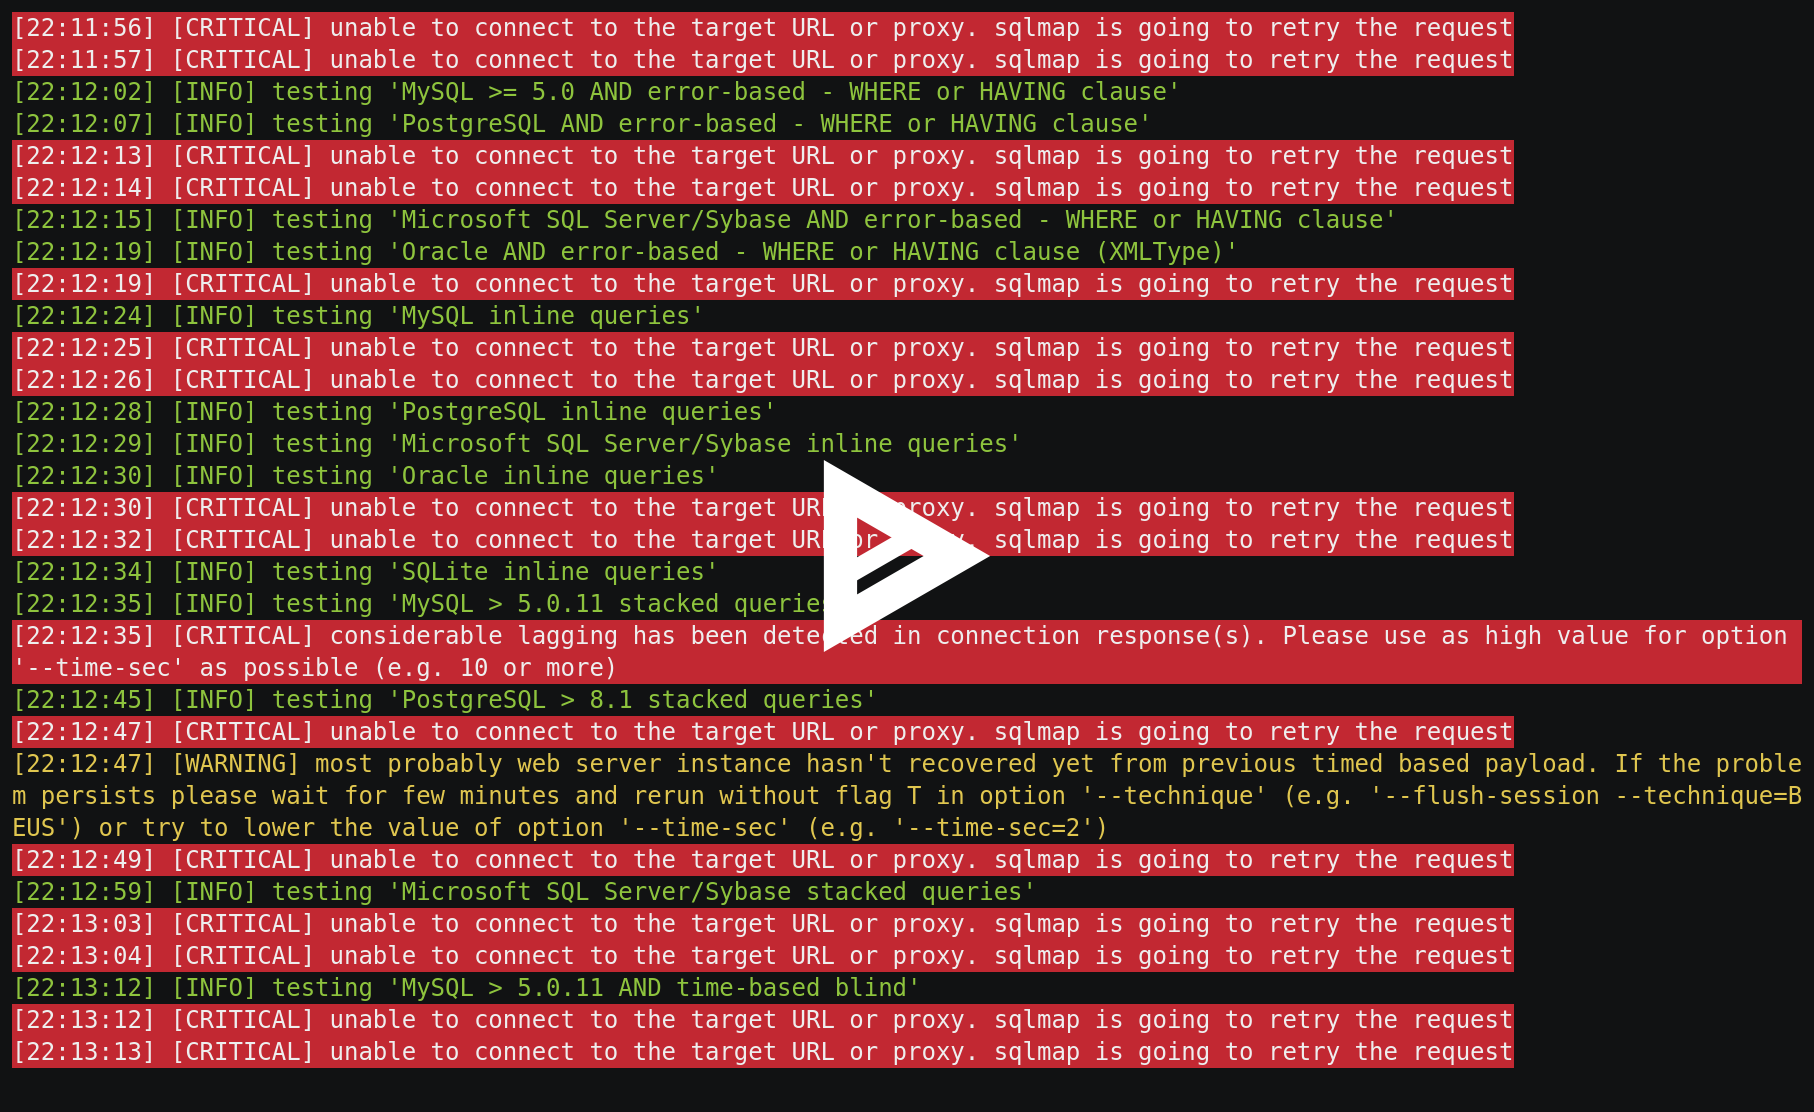 [22:11:56] [CRITICAL] unable to connect to the target URL or proxy. sqlmap is going to retry the request
[22:11:57] [CRITICAL] unable to connect to the target URL or proxy. sqlmap is going to retry the request
[22:12:02] [INFO] testing 'MySQL >= 5.0 AND error-based - WHERE or HAVING clause'
[22:12:07] [INFO] testing 'PostgreSQL AND error-based - WHERE or HAVING clause'
[22:12:13] [CRITICAL] unable to connect to the target URL or proxy. sqlmap is going to retry the request
[22:12:14] [CRITICAL] unable to connect to the target URL or proxy. sqlmap is going to retry the request
[22:12:15] [INFO] testing 'Microsoft SQL Server/Sybase AND error-based - WHERE or HAVING clause'
[22:12:19] [INFO] testing 'Oracle AND error-based - WHERE or HAVING clause (XMLType)'
[22:12:19] [CRITICAL] unable to connect to the target URL or proxy. sqlmap is going to retry the request
[22:12:24] [INFO] testing 'MySQL inline queries'
[22:12:25] [CRITICAL] unable to connect to the target URL or proxy. sqlmap is going to retry the request
[22:12:26] [CRITICAL] unable to connect to the target URL or proxy. sqlmap is going to retry the request
[22:12:28] [INFO] testing 'PostgreSQL inline queries'
[22:12:29] [INFO] testing 'Microsoft SQL Server/Sybase inline queries'
[22:12:30] [INFO] testing 'Oracle inline queries'
[22:12:30] [CRITICAL] unable to connect to the target URL proxy. sqlmap is going to retry the request
[22:12:32] [CRITICAL] unable to connect to the target URL or sqlmap is going to retry the request
[22:12:34] [INFO] testing 'SQLite inline queries'
[22:12:35] [INFO] testing 'MySQL > 5.0.11 stacked queries
[22:12:35] [CRITICAL] considerable lagging has been detected in connection response(s). Please use as high value for option
'--time-sec' as possible (e.g. 10 or more)
[22:12:45] [INFO] testing 'PostgreSQL > 8.1 stacked queries'
[22:12:47] [CRITICAL] unable to connect to the target URL or proxy. sqlmap is going to retry the request
[22:12:47] [WARNING] most probably web server instance hasn't recovered yet from previous timed based payload. If the proble
m persists please wait for few minutes and rerun without flag T in option '--technique' (e.g. '--flush-session --technique=B
EUS') or try to lower the value of option '--time-sec' (e.g. '--time-sec=2')
[22:12:49] [CRITICAL] unable to connect to the target URL or proxy. sqlmap is going to retry the request
[22:12:59] [INFO] testing 'Microsoft SQL Server/Sybase stacked queries'
[22:13:03] [CRITICAL] unable to connect to the target URL or proxy. sqlmap is going to retry the request
[22:13:04] [CRITICAL] unable to connect to the target URL or proxy. sqlmap is going to retry the request
[22:13:12] [INFO] testing 'MySQL > 5.0.11 AND time-based blind'
[22:13:12] [CRITICAL] unable to connect to the target URL or proxy. sqlmap is going to retry the request
[22:13:13] [CRITICAL] unable to connect to the target URL or proxy. sqlmap is going to retry the request